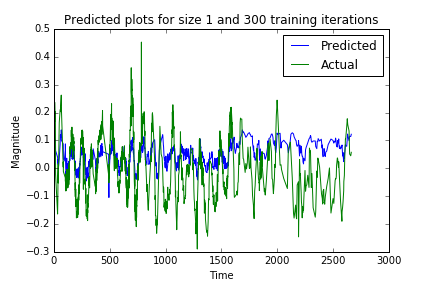 Predicted plots for size 1 and 300 training iterations
Predicted
Actual
Magnitude
0.5
0.4
0.3
0.2
0.1
0.0
−0.1
−0.2
−0.3
0 500 1000 1500 2000 2500 3000
Time